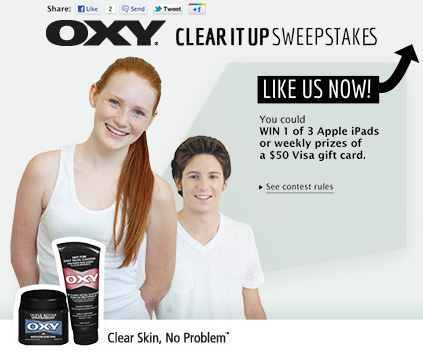 Share: Like 2 Send Tweet +1
OXY® CLEAR IT UP SWEEPSTAKES
LIKE US NOW!
You could
WIN 1 of 3 Apple iPads
or weekly prizes of
a $50 Visa gift card.
See contest rules
OXY
OXY
Clear Skin, No Problem™